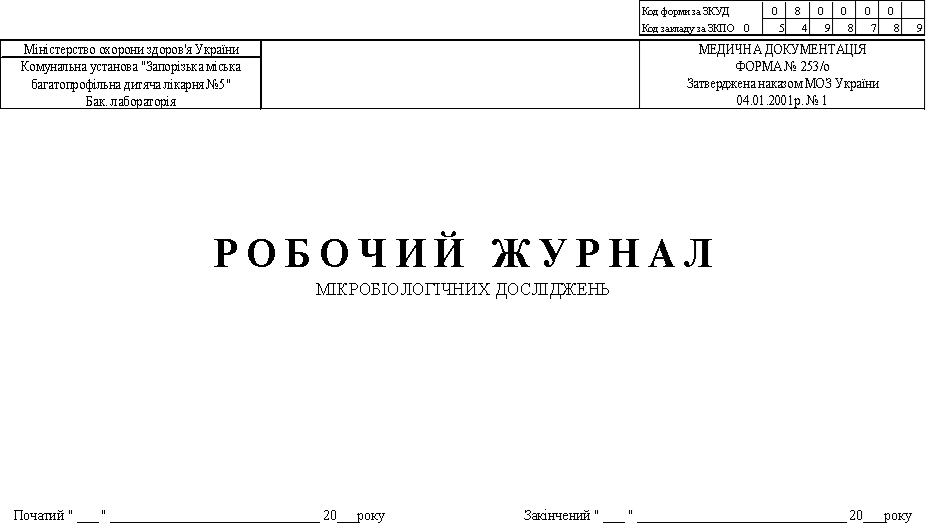 Код форми за ЗКУД 0 8 0 0 0 0
Код закладу за ЗКПО 0 5 4 9 8 7 8 9
Міністерство охорони здоров'я України
Комунальна установа "Запорізька міська
багатопрофільна дитяча лікарня №5"
Бак. лабораторія
МЕДИЧНА ДОКУМЕНТАЦІЯ
ФОРМА № 253/о
Затверджена наказом МОЗ України
04.01.2001р. № 1
РОБОЧИЙ ЖУРНАЛ
МІКРОБІОЛОГІЧНИХ ДОСЛІДЖЕНЬ
Початий " ___ " ______________________________ 20___року
Закінчений " ___ " ______________________________ 20___року